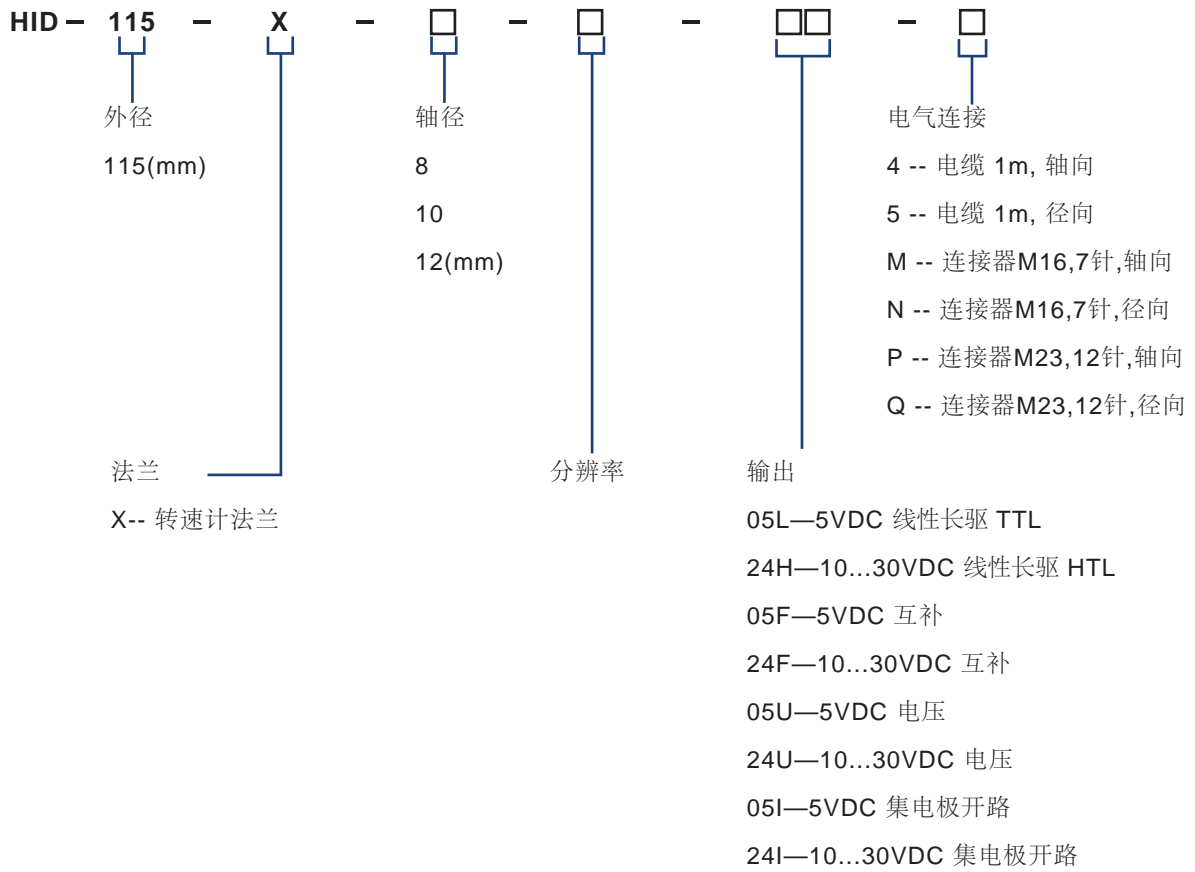 HID – 115 – X – □ – □ – □□ – □
外径
115(mm)
轴径
8
10
12(mm)
电气连接
4 -- 电缆 1m, 轴向
5 -- 电缆 1m, 径向
M -- 连接器M16,7针,轴向
N -- 连接器M16,7针,径向
P -- 连接器M23,12针,轴向
Q -- 连接器M23,12针,径向
法兰
X-- 转速计法兰
分辨率
输出
05L—5VDC 线性长驱 TTL
24H—10...30VDC 线性长驱 HTL
05F—5VDC 互补
24F—10...30VDC 互补
05U—5VDC 电压
24U—10...30VDC 电压
05I—5VDC 集电极开路
24I—10...30VDC 集电极开路